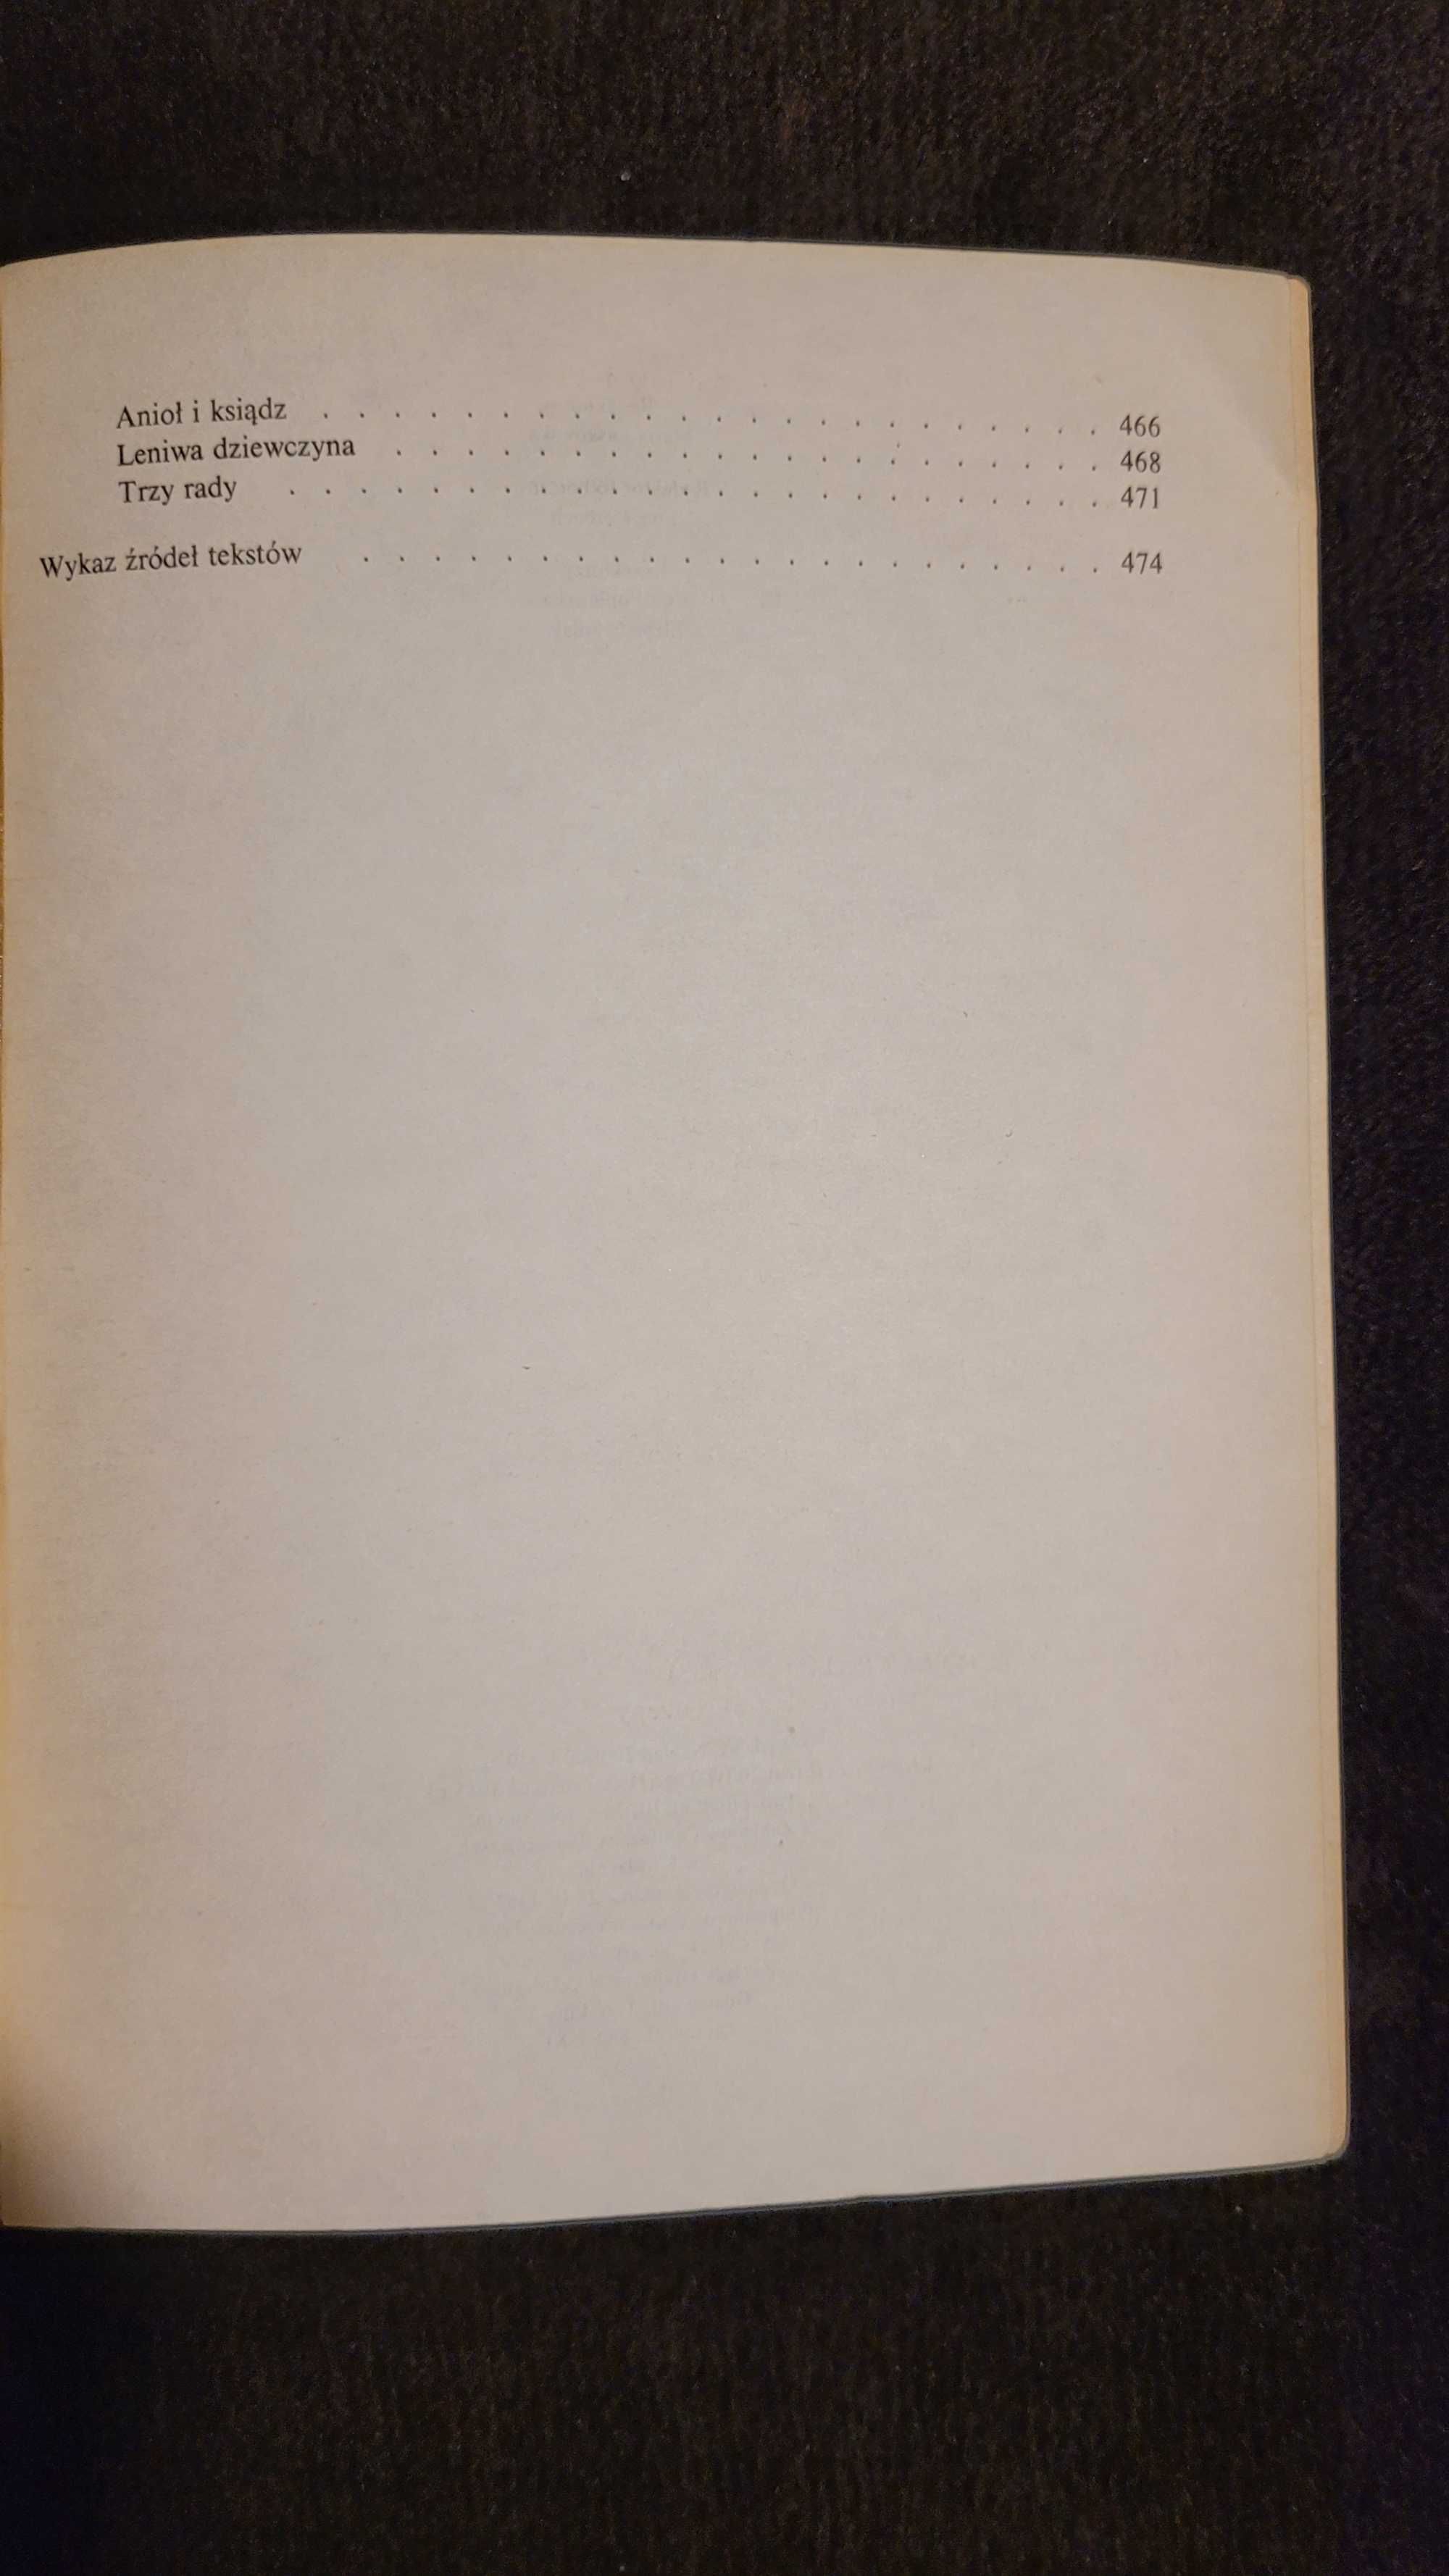 Anioł i ksiądz . . . . . . . . . . . . . . . . . . . . . . 466
Leniwa dziewczyna . . . . . . . . . . . . . . . . . . . . 468
Trzy rady . . . . . . . . . . . . . . . . . . . . . . . 471
Wykaz źródeł tekstów . . . . . . . . . . . . . . . . . . . . 474